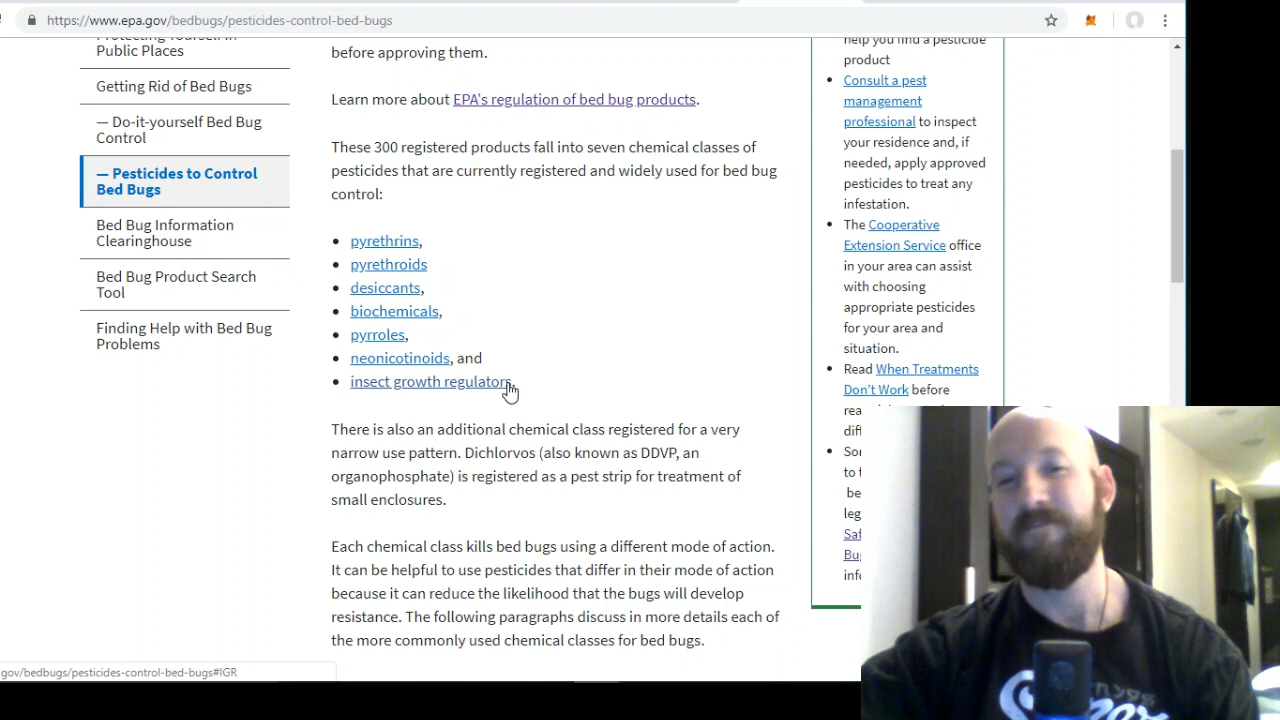 https://www.epa.gov/bedbugs/pesticides-control-bed-bugs
Public Places
Getting Rid of Bed Bugs
— Do-it-yourself Bed Bug
Control
— Pesticides to Control
Bed Bugs
Bed Bug Information
Clearinghouse
Bed Bug Product Search
Tool
Finding Help with Bed Bug
Problems
before approving them.
Learn more about EPA's regulation of bed bug products.
These 300 registered products fall into seven chemical classes of
pesticides that are currently registered and widely used for bed bug
control:
• pyrethrins,
• pyrethroids
• desiccants,
• biochemicals,
• pyrroles,
• neonicotinoids, and
• insect growth regulators
There is also an additional chemical class registered for a very
narrow use pattern. Dichlorvos (also known as DDVP, an
organophosphate) is registered as a pest strip for treatment of
small enclosures.
Each chemical class kills bed bugs using a different mode of action.
It can be helpful to use pesticides that differ in their mode of action
because it can reduce the likelihood that the bugs will develop
resistance. The following paragraphs discuss in more details each of
the more commonly used chemical classes for bed bugs.
help you find a pesticide
product
• Consult a pest
management
professional to inspect
your residence and, if
needed, apply approved
pesticides to treat any
infestation.
• The Cooperative
Extension Service office
in your area can assist
with choosing
appropriate pesticides
for your area and
situation.
• Read When Treatments
Don't Work before
gov/bedbugs/pesticides-control-bed-bugs#IGR